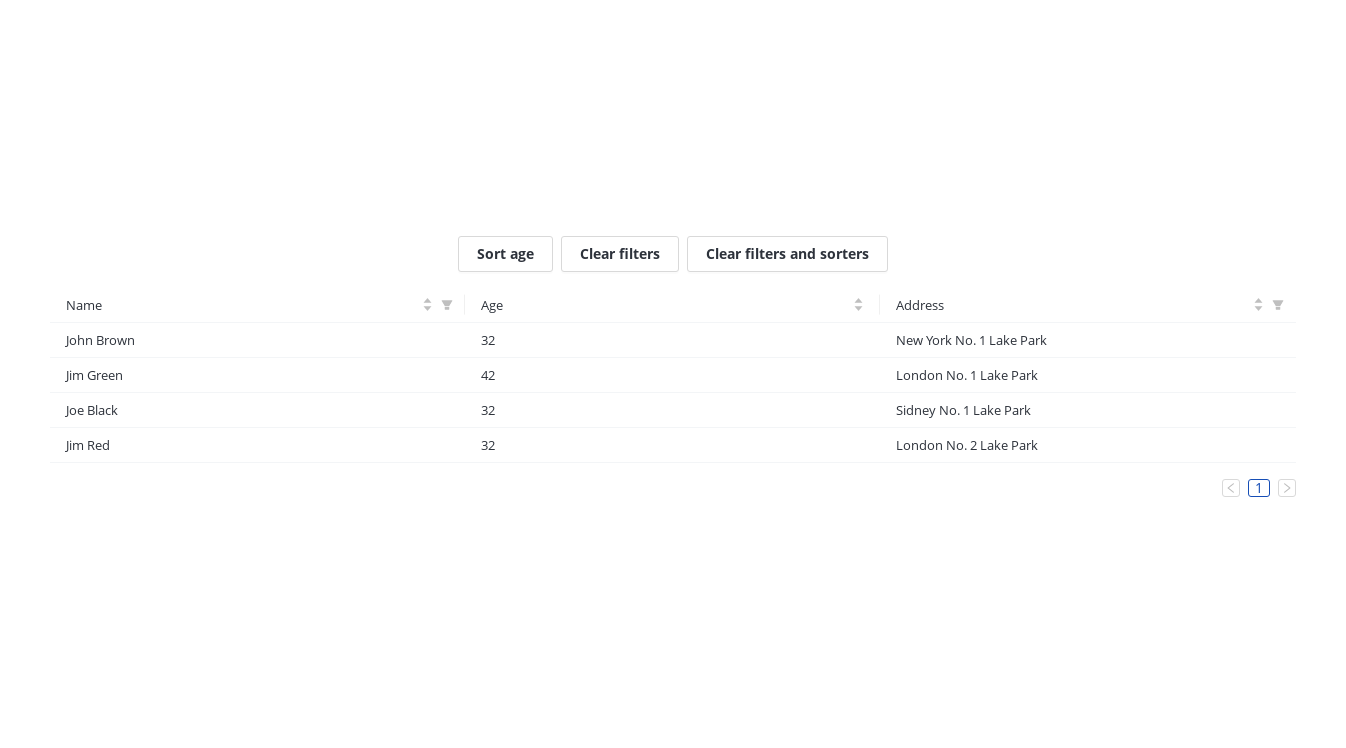 Sort age Clear filters Clear filters and sorters
Name Age Address
John Brown 32 New York No. 1 Lake Park
Jim Green 42 London No. 1 Lake Park
Joe Black 32 Sidney No. 1 Lake Park
Jim Red 32 London No. 2 Lake Park
1